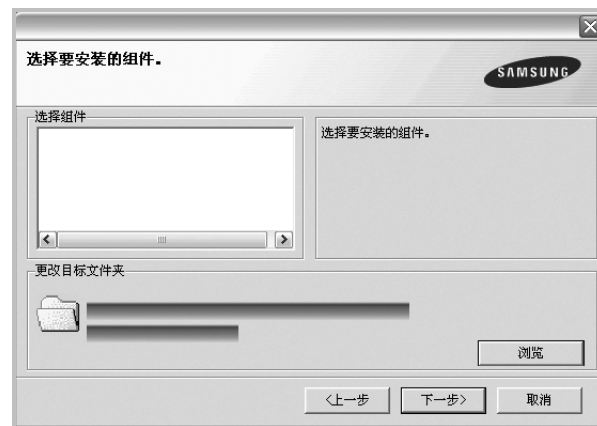 选择要安装的组件。
SAMSUNG
选择组件
选择要安装的组件。
更改目标文件夹
浏览
<上一步
下一步>
取消